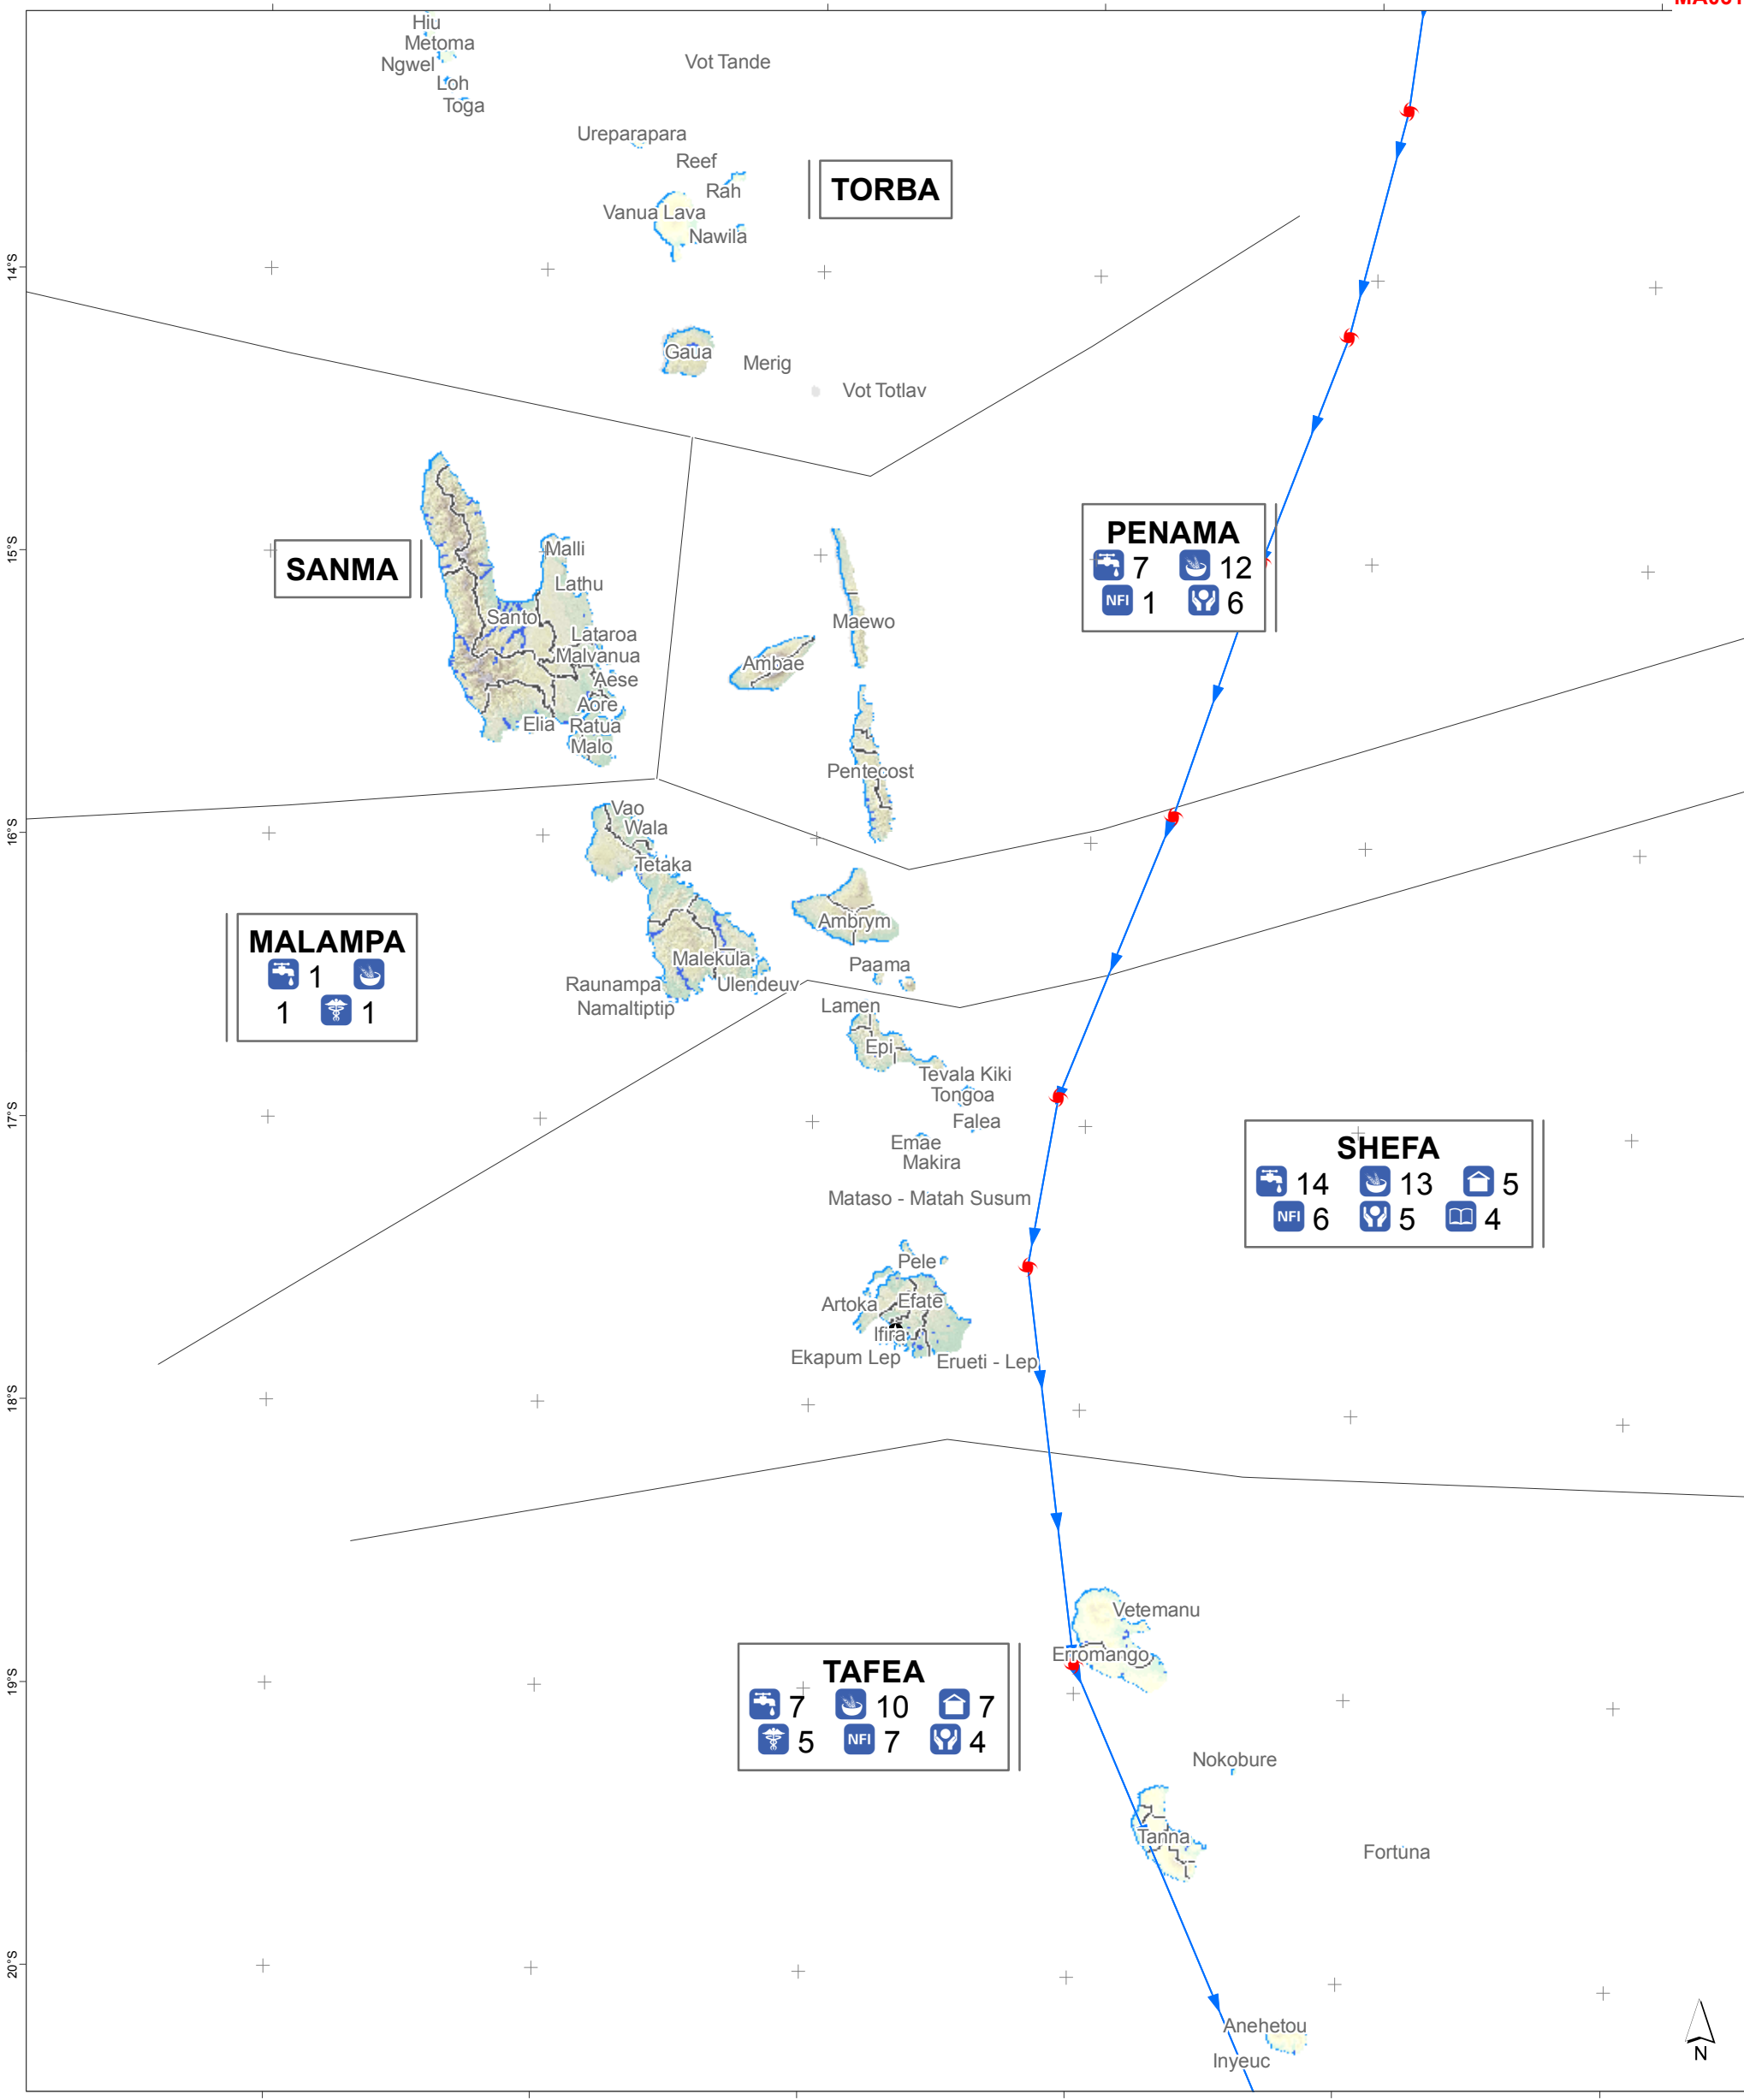 Hiu
Metoma
Ngwel
Vot Tande
Loh
Toga
Ureparapara
Reef
Rah
TORBA
Vanua Lava
Nawila
14°S
Gaua
Merig
Vot Totlav
PENAMA
7 12
NFI 1 6
15°S
SANMA
Malli
Lathu
Santo
Maewo
Lataroa
Malvanua
Ambae
Aese
Aore
Elia
Ratua
Malo
Pentecost
Vao
Wala
16°S
Tetaka
Ambrym
MALAMPA
1
1 1
Malekula
Paama
Raunampa
Ulendeuv
Namaltiptip
Lamen
Epi
Tevala Kiki
Tongoa
17°S
Falea
Emae
Makira
SHEFA
14 13 5
NFI 6 5 4
Mataso - Matah Susum
Pele
Artoka
Efate
Ifira
Ekapum Lep
Erueti - Lep
18°S
Vetemanu
Erromango
TAFEA
7 10 7
5 NFI 7 4
19°S
Nokobure
Tanna
Fortuna
20°S
Anehetou
Inyeuc
N